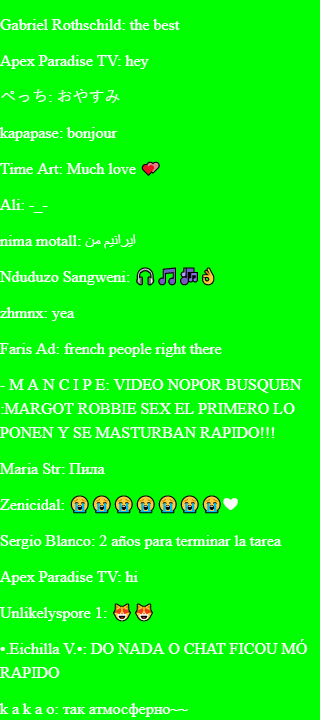 Gabriel Rothschild: the best
Apex Paradise TV: hey
ぺっち: おやすみ
kapapase: bonjour
Time Art: Much love 💕
Ali: -_-
nima motall: ایرانیم من
Nduduzo Sangweni: 🎧🎵🎶👌
zhmnx: yea
Faris Ad: french people right there
- M A N C I P E: VIDEO NOPOR BUSQUEN
:MARGOT ROBBIE SEX EL PRIMERO LO
PONEN Y SE MASTURBAN RAPIDO!!!
Maria Str: Пила
Zenicidal: 😭😭😭😭😭😭😭🤍
Sergio Blanco: 2 años para terminar la tarea
Apex Paradise TV: hi
Unlikelyspore 1: 😻😻
•.Eichilla V.•: DO NADA O CHAT FICOU MÓ
RAPIDO
k a k a o: так атмосферно~~